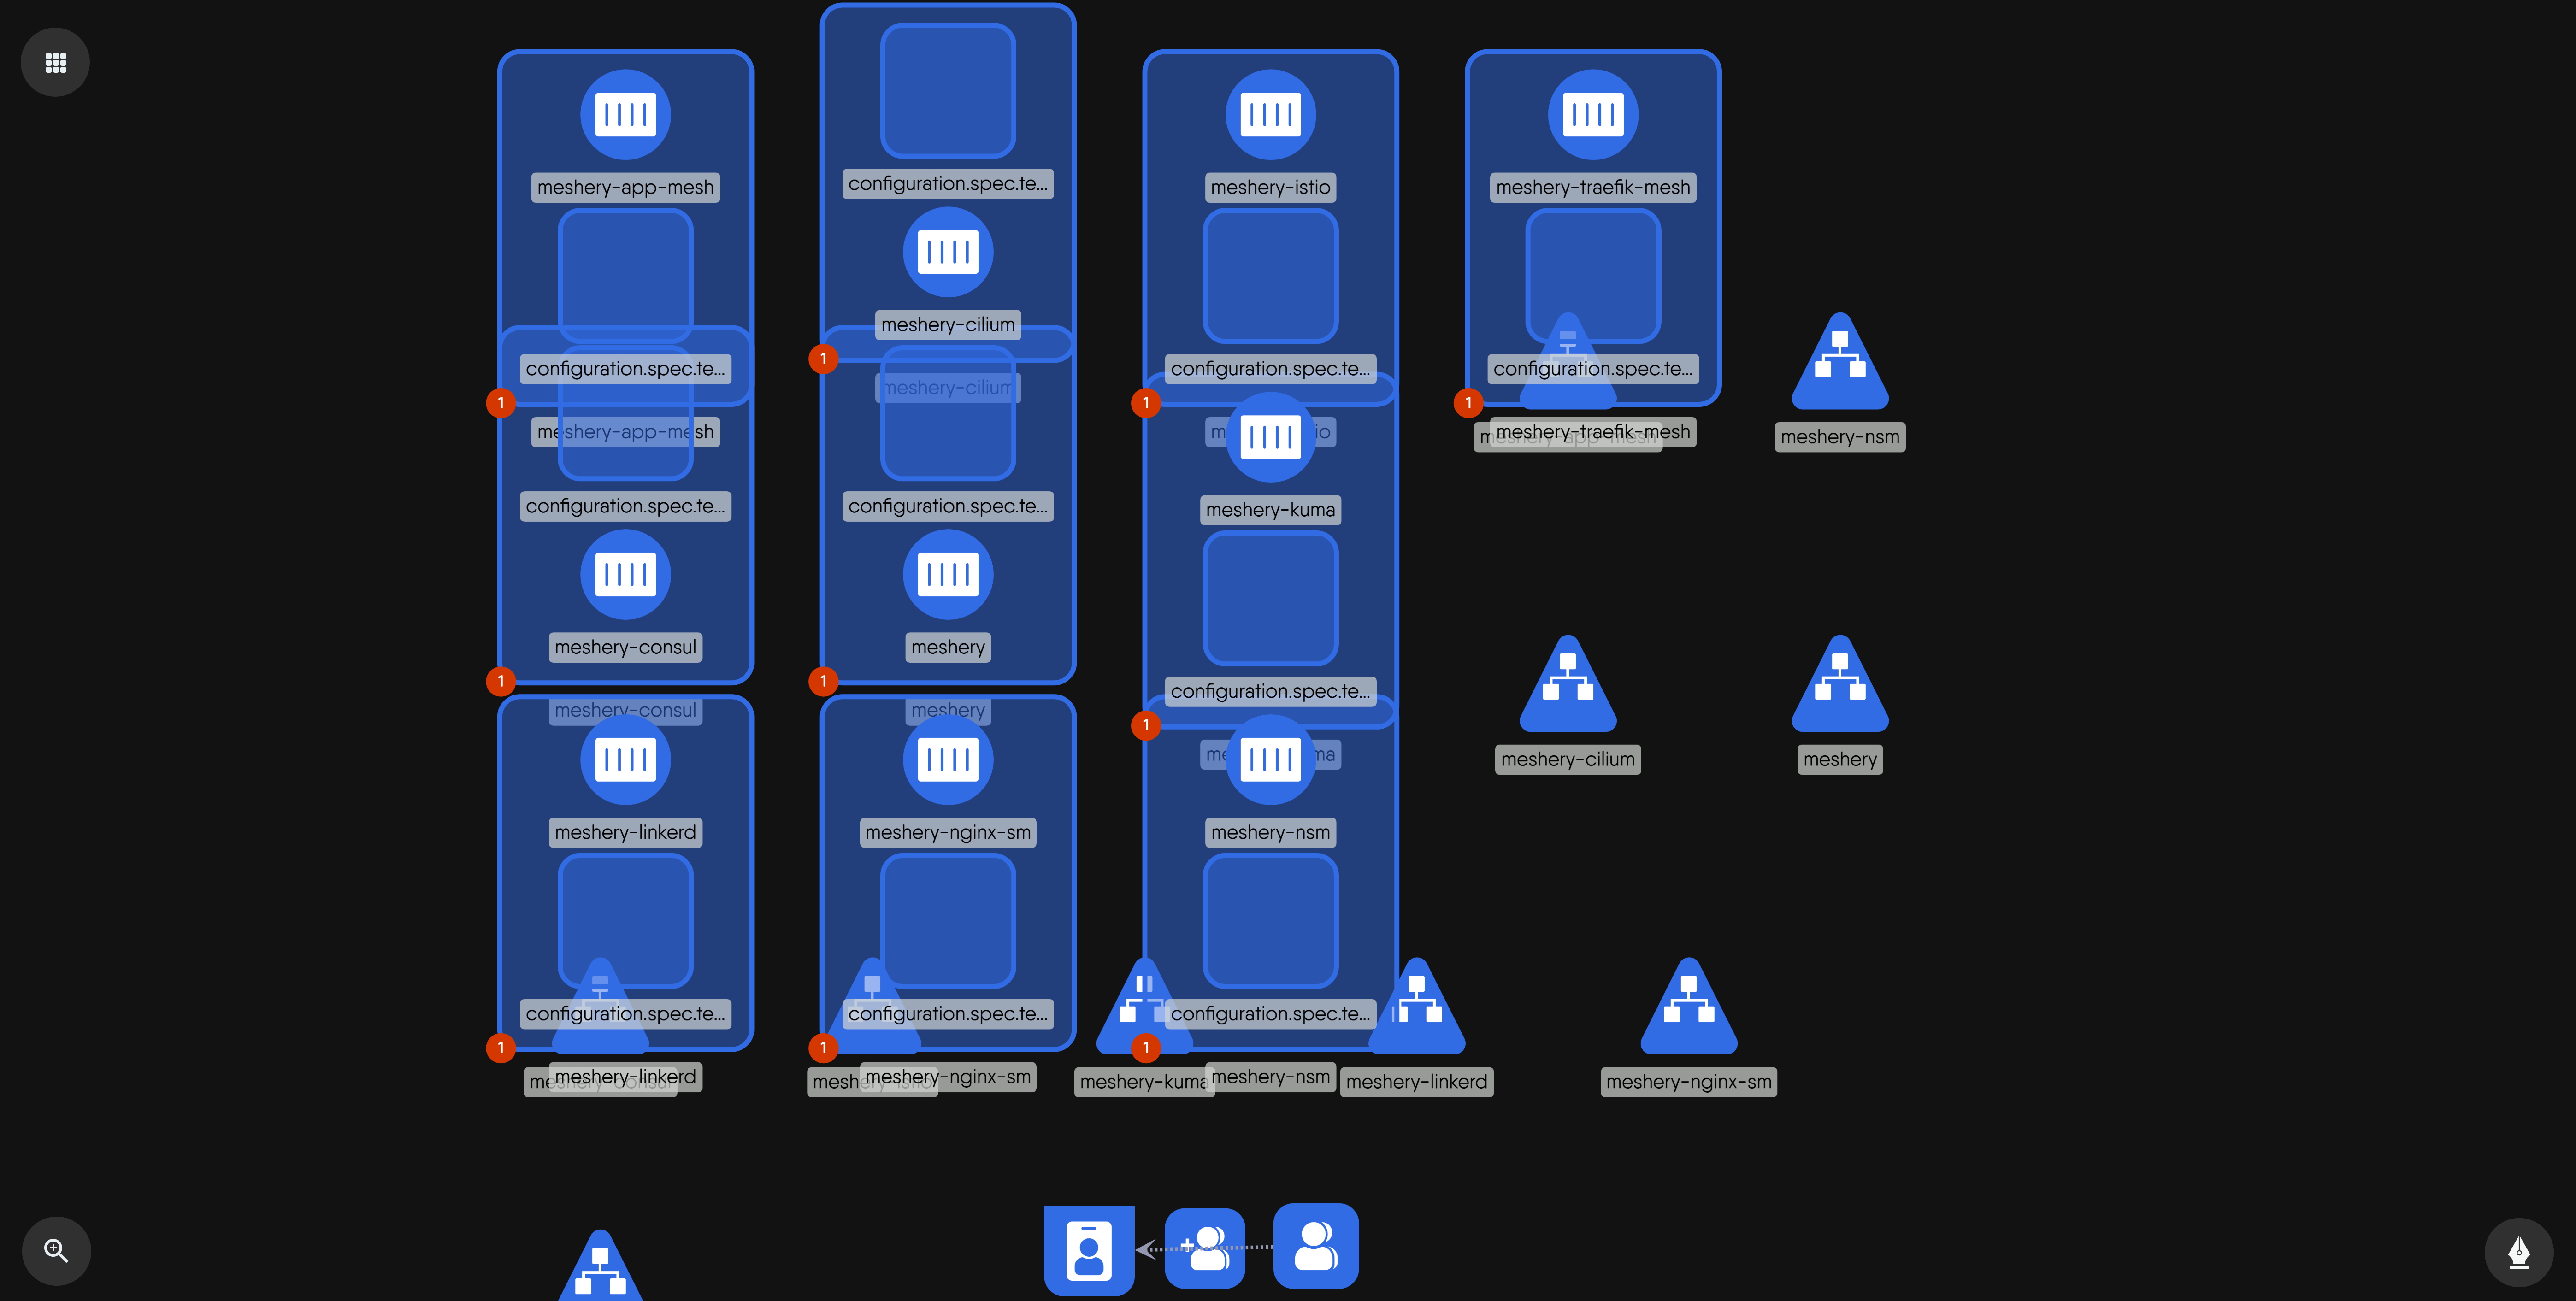 meshery-app-mesh
configuration.spec.te...
meshery-istio
meshery-traefik-mesh
meshery-cilium
configuration.spec.te...
configuration.spec.te...
configuration.spec.te...
1
1
1
1
meshery-cilium
meshery-app-mesh
meshery-traefik-mesh
meshery-nsm
configuration.spec.te...
configuration.spec.te...
meshery-kuma
meshery-consul
meshery
configuration.spec.te...
1
1
1
meshery-consul
meshery
meshery-cilium
meshery
meshery-linkerd
meshery-nginx-sm
meshery-nsm
configuration.spec.te...
configuration.spec.te...
configuration.spec.te...
1
1
1
meshery-linkerd
meshery-nginx-sm
meshery-kuma
meshery-nsm
meshery-linkerd
meshery-nginx-sm